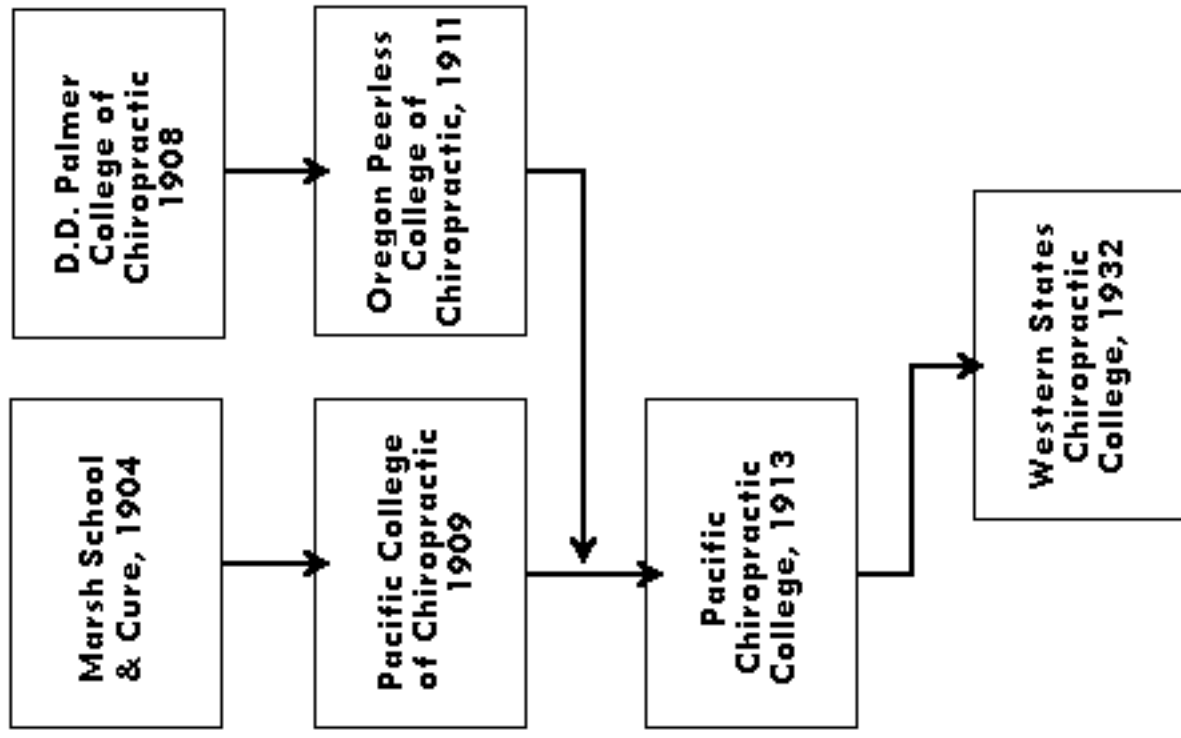 Marsh School
& Cure, 1904
D.D. Palmer
College of
Chiropractic
1908
Pacific College
of Chiropractic
1909
Oregon Peerless
College of
Chiropractic, 1911
Pacific
Chiropractic
College, 1913
Western States
Chiropractic
College, 1932